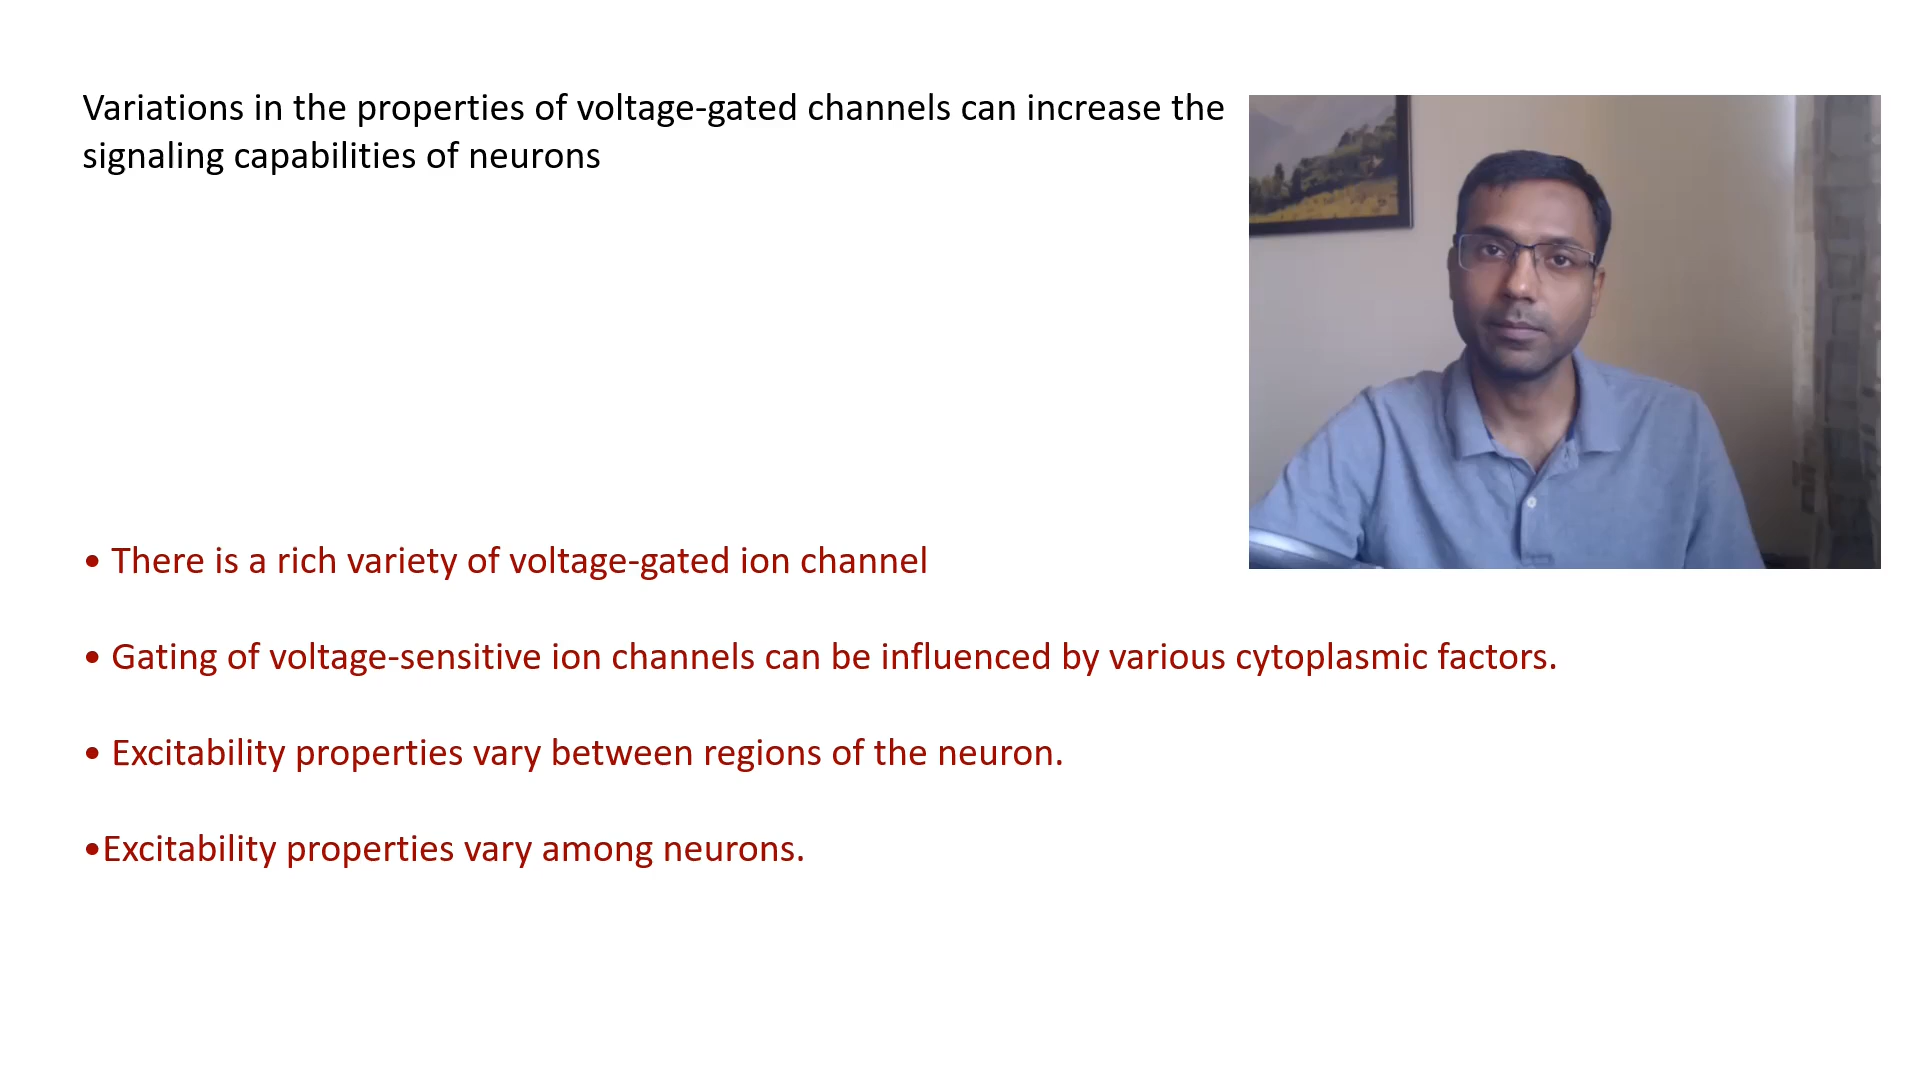 Variations in the properties of voltage-gated channels can increase the
signaling capabilities of neurons
• There is a rich variety of voltage-gated ion channel
• Gating of voltage-sensitive ion channels can be influenced by various cytoplasmic factors.
• Excitability properties vary between regions of the neuron.
•Excitability properties vary among neurons.